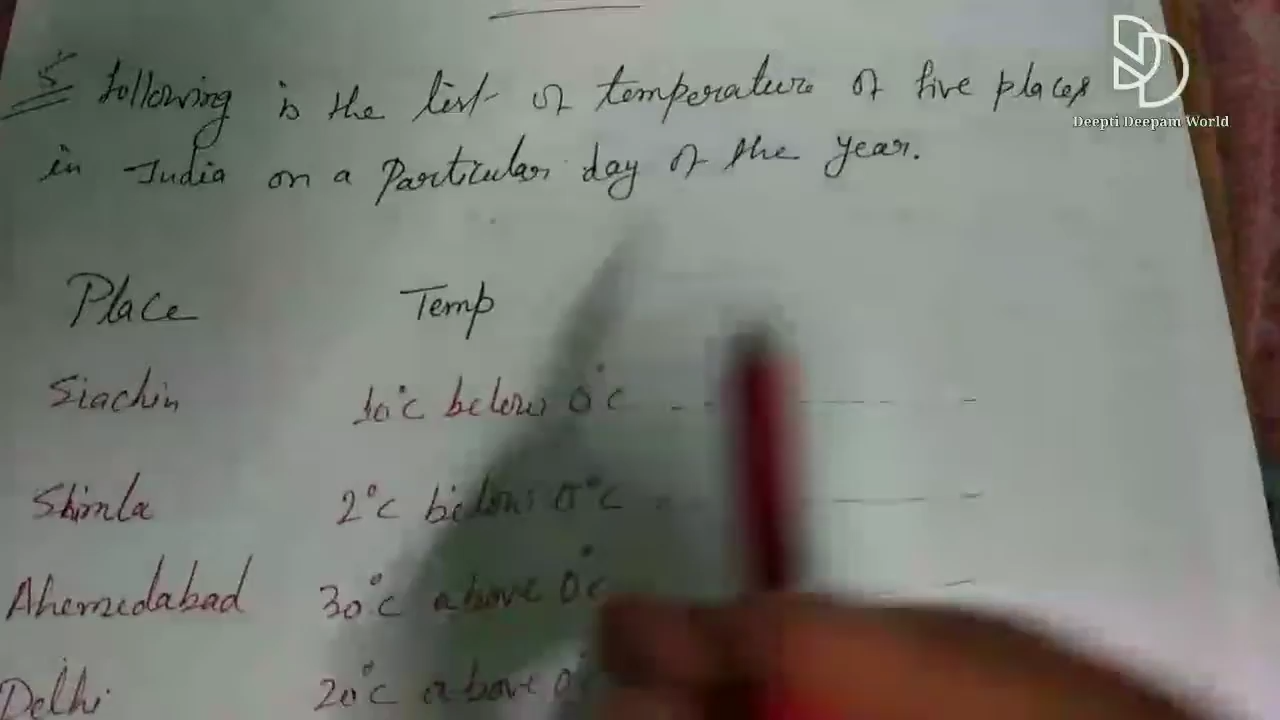 5 following is the list of temperature of five places
in India on a Particular day of the year.
Place Temp
Siachin 10°C below 0°C - - - - -
Shimla 2°C below 0°C - - - -
Ahemedabad 30°C above 0°C
Delhi 20°C above 0°
Deepti Deepam World